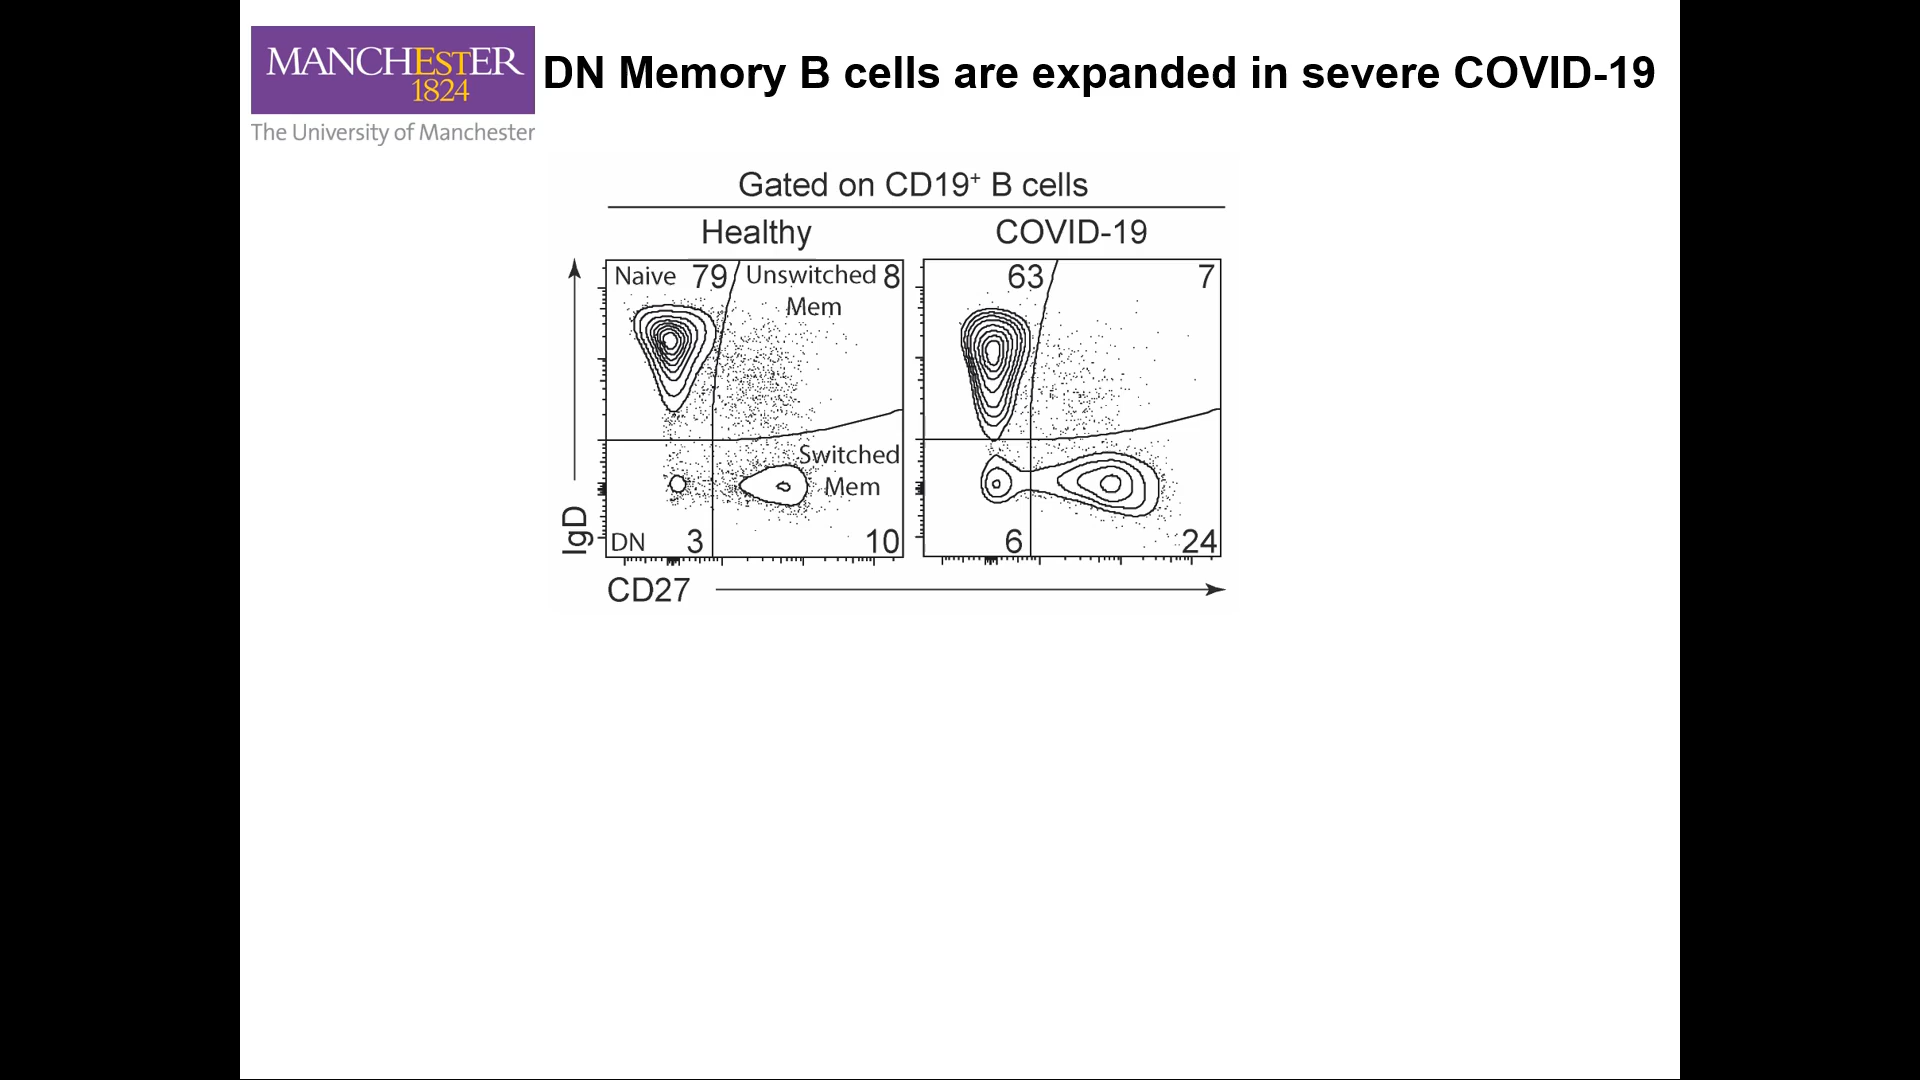 MANCHESTER
1824
The University of Manchester
DN Memory B cells are expanded in severe COVID-19
Gated on CD19⁺ B cells
Healthy
COVID-19
Naive 79 Unswitched 8
Mem
63 7
Switched
Mem
DN 3 10
6 24
IgD
CD27